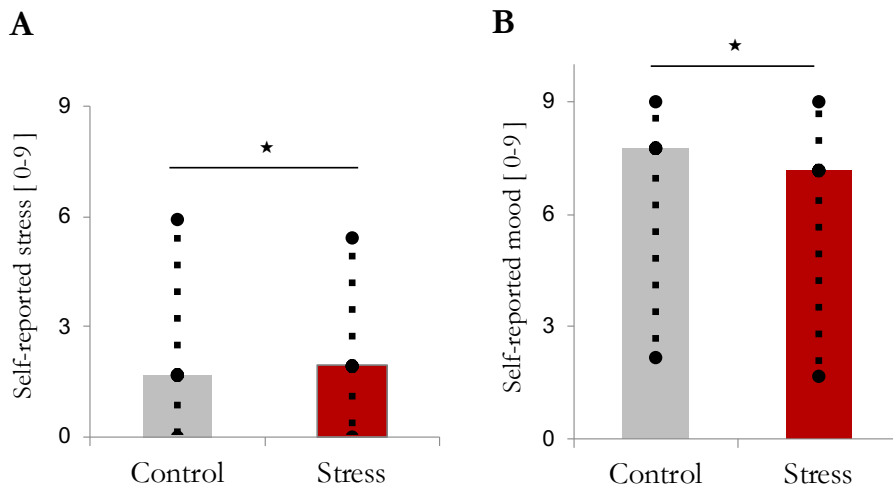 A
Self-reported stress [ 0-9 ]
9
6
3
0
★
Control
Stress
B
Self-reported mood [ 0-9 ]
9
6
3
0
★
Control
Stress